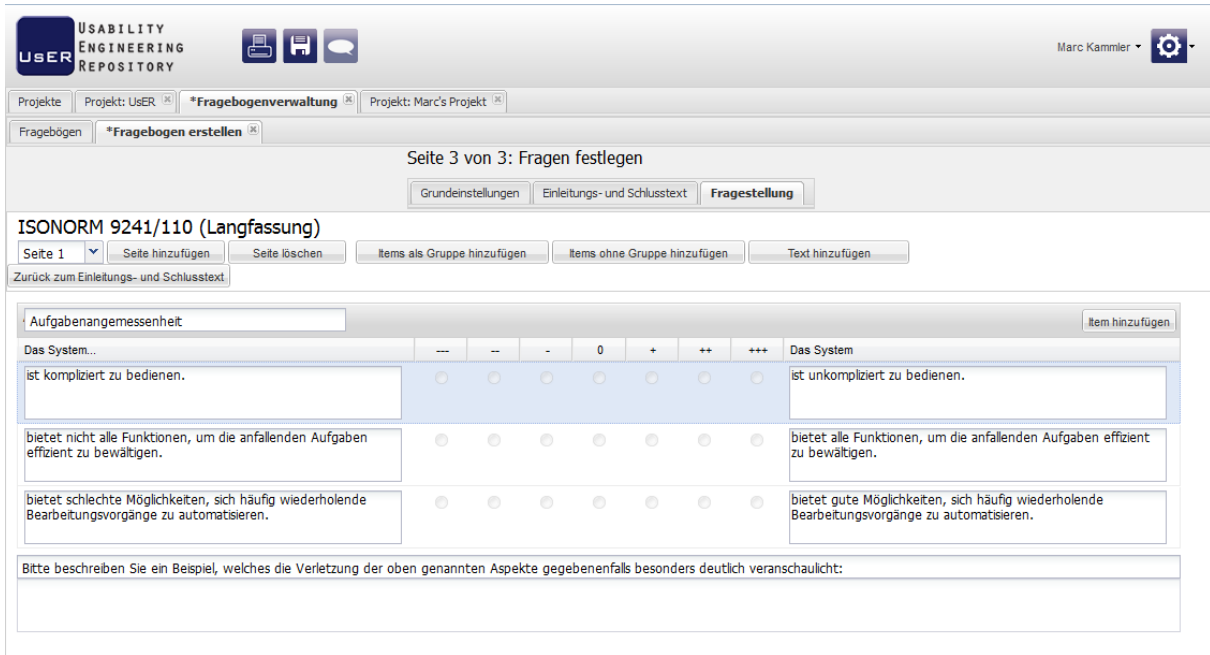 UsER
USABILITY
ENGINEERING
REPOSITORY
Marc Kammler
Projekte Projekt: UsER *Fragebogenverwaltung Projekt: Marc's Projekt
Fragebögen *Fragebogen erstellen
Seite 3 von 3: Fragen festlegen
Grundeinstellungen Einleitungs- und Schlusstext Fragestellung
ISONORM 9241/110 (Langfassung)
Seite 1 Seite hinzufügen Seite löschen Items als Gruppe hinzufügen Items ohne Gruppe hinzufügen Text hinzufügen
Zurück zum Einleitungs- und Schlusstext
Aufgabenangemessenheit Item hinzufügen
Das System... --- -- - 0 + ++ +++ Das System
ist kompliziert zu bedienen. ist unkompliziert zu bedienen.
bietet nicht alle Funktionen, um die anfallenden Aufgaben
effizient zu bewältigen.
bietet alle Funktionen, um die anfallenden Aufgaben effizient
zu bewältigen.
bietet schlechte Möglichkeiten, sich häufig wiederholende
Bearbeitungsvorgänge zu automatisieren.
bietet gute Möglichkeiten, sich häufig wiederholende
Bearbeitungsvorgänge zu automatisieren.
Bitte beschreiben Sie ein Beispiel, welches die Verletzung der oben genannten Aspekte gegebenenfalls besonders deutlich veranschaulicht: